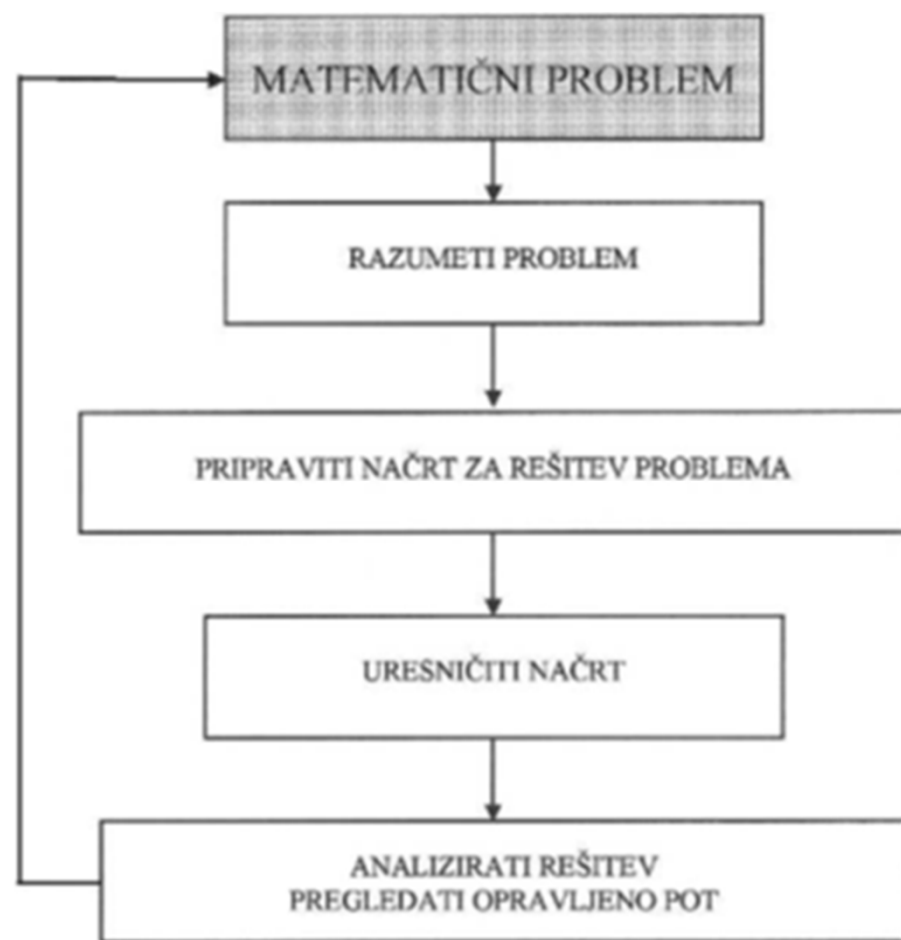 MATEMATIČNI PROBLEM
RAZUMETI PROBLEM
PRIPRAVITI NAČRT ZA REŠITEV PROBLEMA
URESNIČITI NAČRT
ANALIZIRATI REŠITEV
PREGLEDATI OPRAVLJENO POT